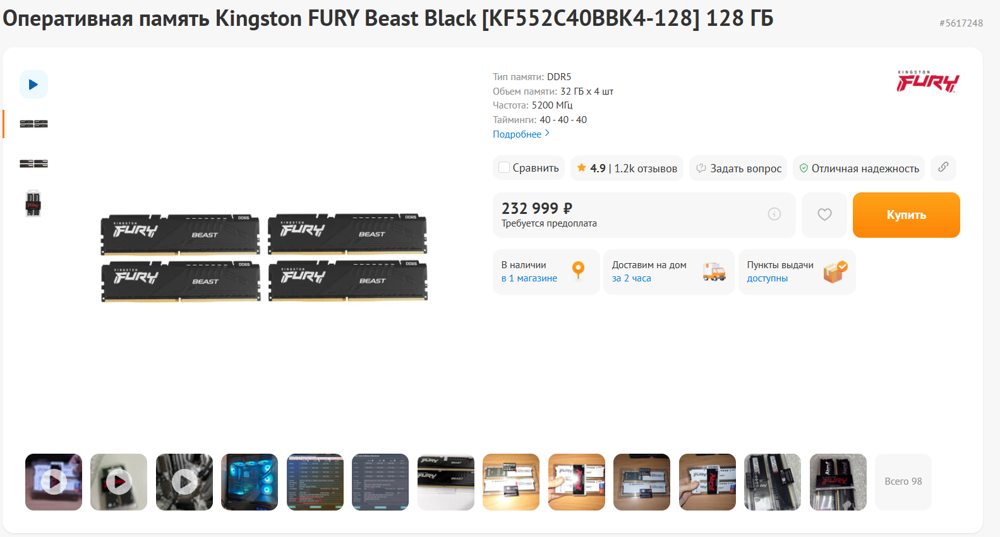 Оперативная память Kingston FURY Beast Black [KF552C40BBK4-128] 128 ГБ
#5617248
Тип памяти: DDR5
Объем памяти: 32 ГБ x 4 шт
Частота: 5200 МГц
Тайминги: 40 - 40 - 40
Подробнее
KINGSTON
FURY
Сравнить
4.9 | 1.2k отзывов
Задать вопрос
Отличная надежность
232 999 ₽
Требуется предоплата
Купить
В наличии
в 1 магазине
Доставим на дом
за 2 часа
Пункты выдачи
доступны
KINGSTON
FURY
BEAST
DDR5
KINGSTON
FURY
BEAST
DDR5
KINGSTON
FURY
BEAST
DDR5
KINGSTON
FURY
BEAST
DDR5
Всего 98